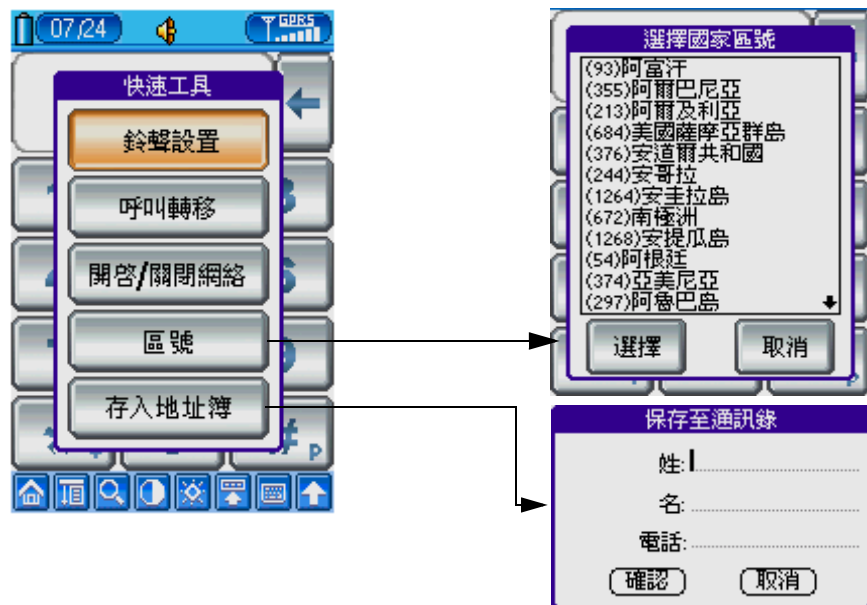 07/24
GPRS
快速工具
鈴聲設置
呼叫轉移
開啓/關閉網絡
區號
存入地址簿
# P
選擇國家區號
(93)阿富汗
(355)阿爾巴尼亞
(213)阿爾及利亞
(684)美國薩摩亞群島
(376)安道爾共和國
(244)安哥拉
(1264)安圭拉島
(672)南極洲
(1268)安提瓜島
(54)阿根廷
(374)亞美尼亞
(297)阿魯巴島
選擇
取消
P
保存至通訊錄
姓:
名:
電話:
確認
取消